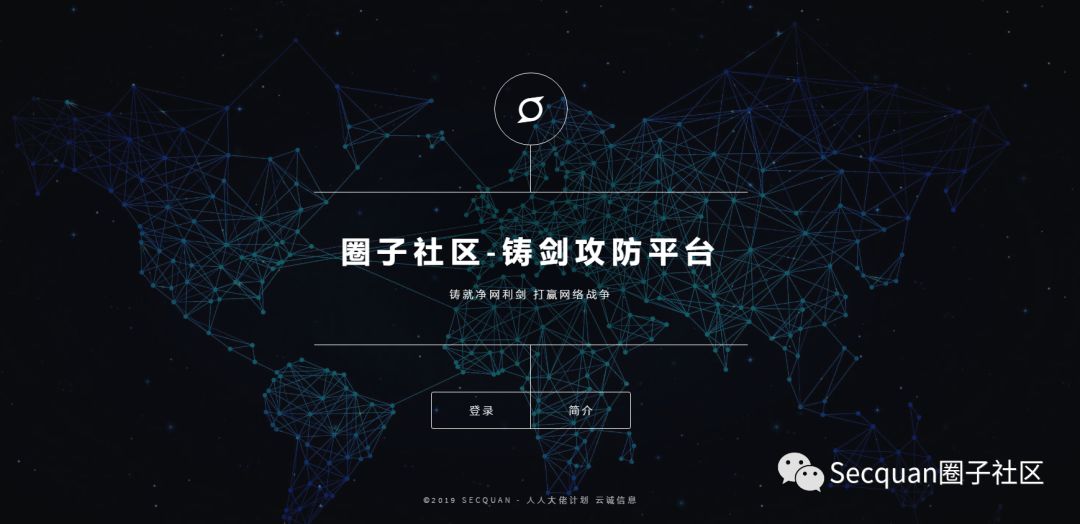 圈子社区-铸剑攻防平台
铸就净网利剑 打赢网络战争
登录
简介
Secquan圈子社区
©2019 SECQUAN - 人人大佬计划 云诚信息